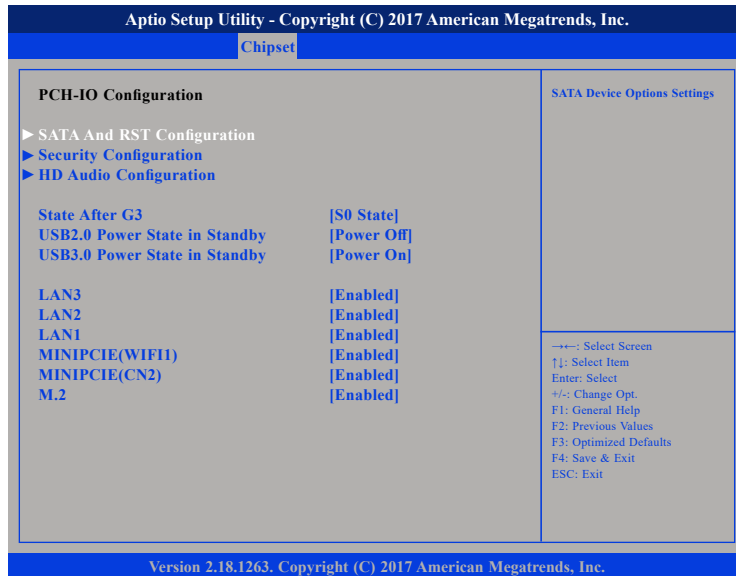 Aptio Setup Utility - Copyright (C) 2017 American Megatrends, Inc.
Chipset
PCH-IO Configuration
▶ SATA And RST Configuration
▶ Security Configuration
▶ HD Audio Configuration
State After G3 [S0 State]
USB2.0 Power State in Standby [Power Off]
USB3.0 Power State in Standby [Power On]
LAN3 [Enabled]
LAN2 [Enabled]
LAN1 [Enabled]
MINIPCIE(WIFI1) [Enabled]
MINIPCIE(CN2) [Enabled]
M.2 [Enabled]
SATA Device Options Settings
→←: Select Screen
↑↓: Select Item
Enter: Select
+/-: Change Opt.
F1: General Help
F2: Previous Values
F3: Optimized Defaults
F4: Save & Exit
ESC: Exit
Version 2.18.1263. Copyright (C) 2017 American Megatrends, Inc.